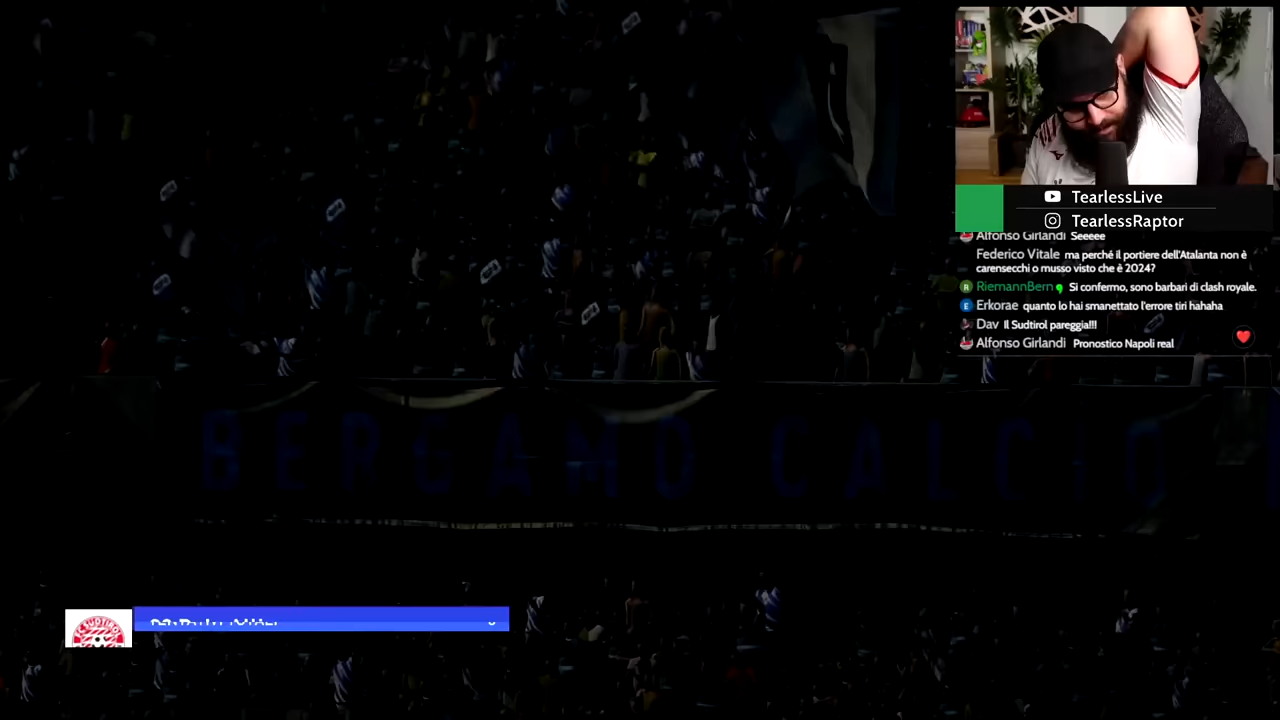 TearlessLive
TearlessRaptor
Alfonso Girlandi Seeeee
Federico Vitale ma perché il portiere dell'Atalanta non è
carensecchi o musso visto che è 2024?
R RiemannBern Si confermo, sono barbari di clash royale.
E Erkorae quanto lo hai smanettato l'errore tiri hahaha
Dav Il Sudtirol pareggia!!!
Alfonso Girlandi Pronostico Napoli real
BERGAMO CALCIO